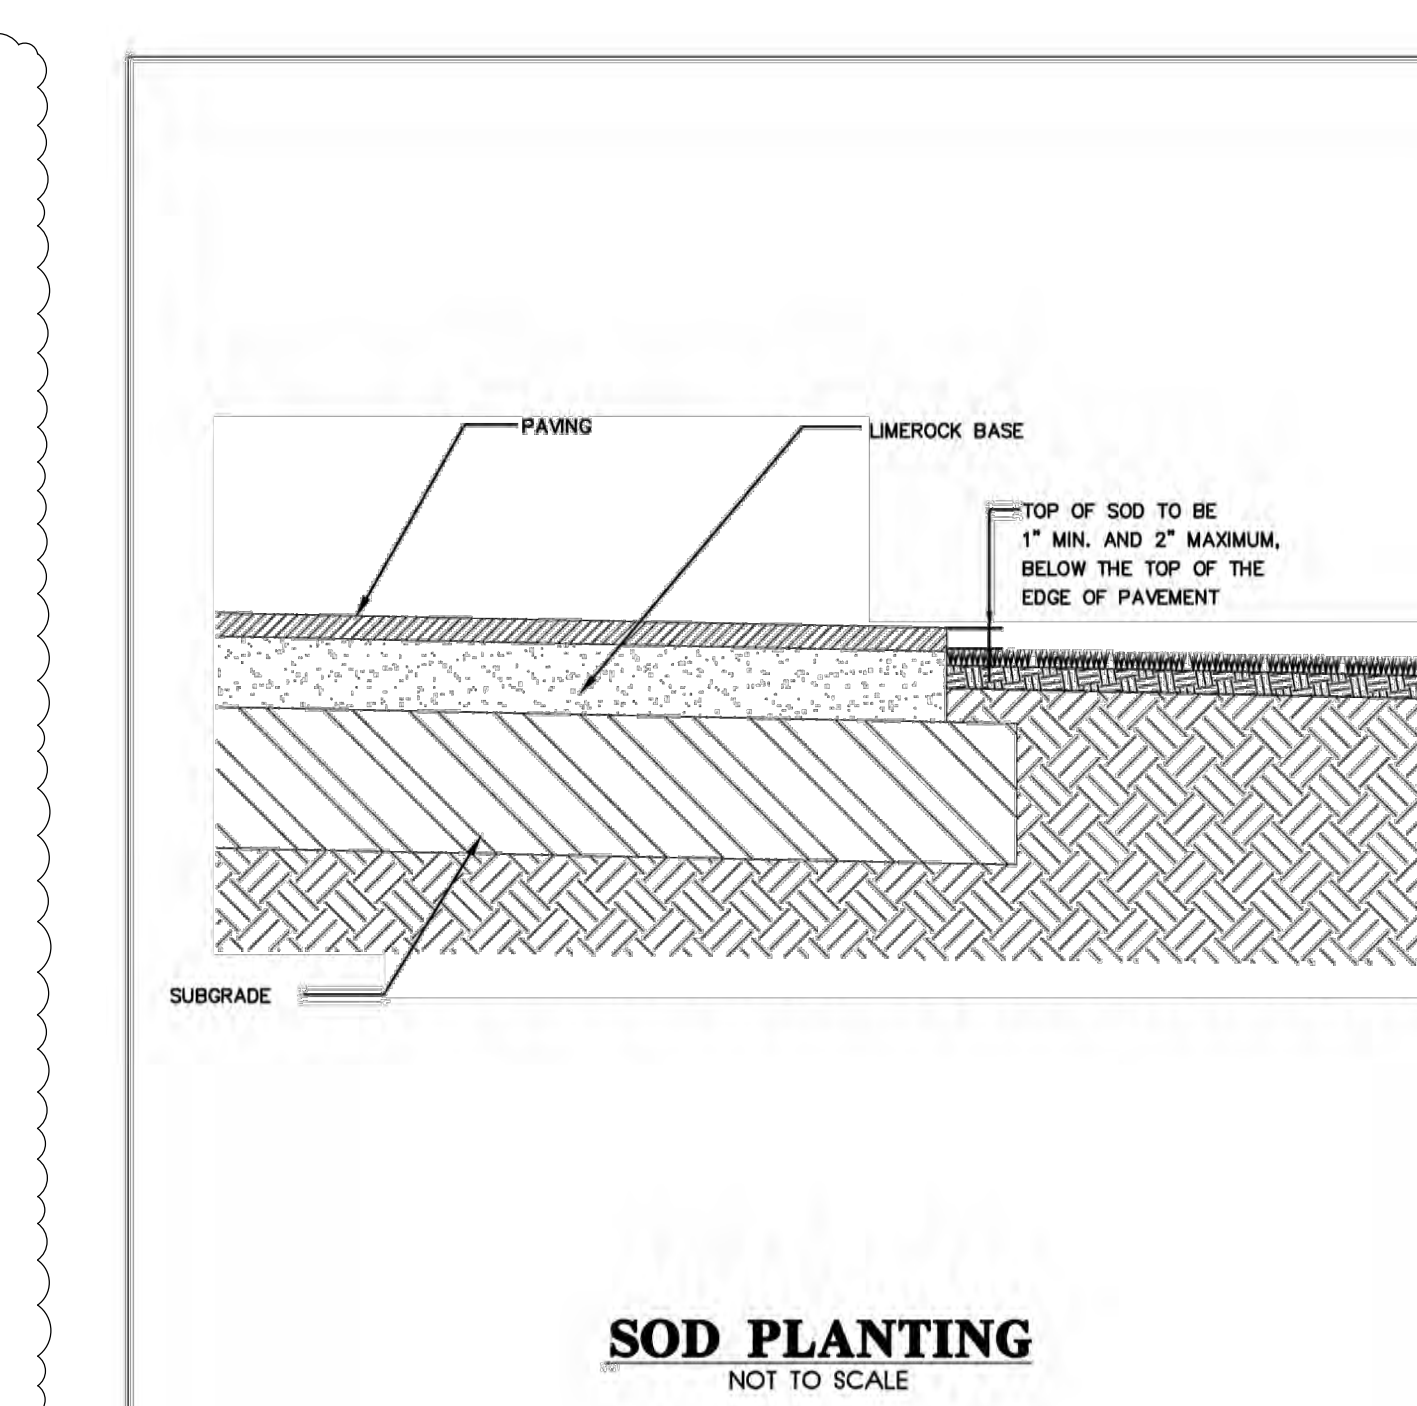 PAVING
LIMEROCK BASE
TOP OF SOD TO BE
1" MIN. AND 2" MAXIMUM,
BELOW THE TOP OF THE
EDGE OF PAVEMENT
SUBGRADE
SOD PLANTING
NOT TO SCALE